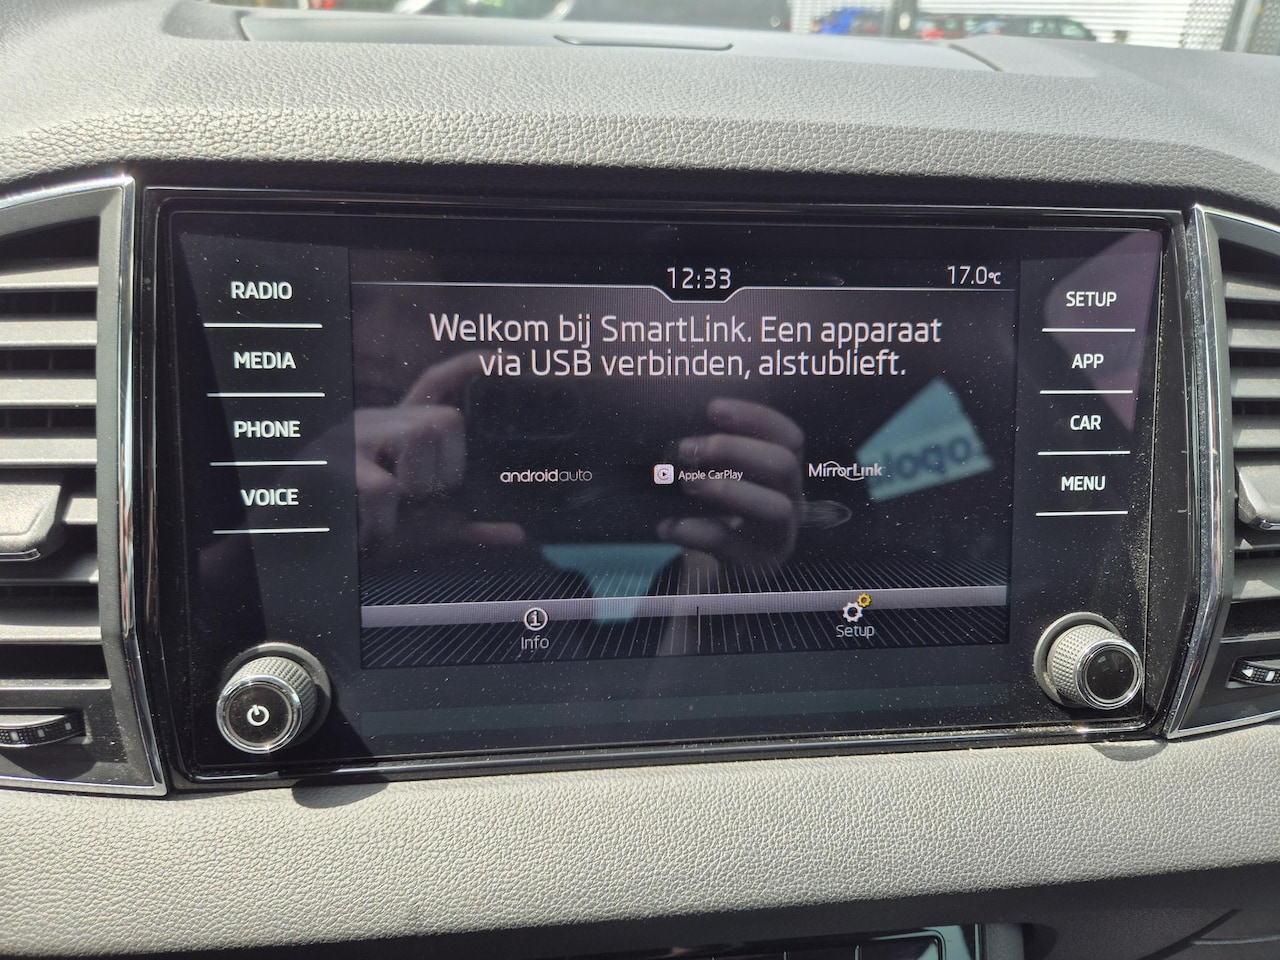 12:33
17.0°C
RADIO
MEDIA
PHONE
VOICE
Welkom bij SmartLink. Een apparaat
via USB verbinden, alstublieft.
androidauto
Apple CarPlay
MirrorLink
Info
Setup
SETUP
APP
CAR
MENU